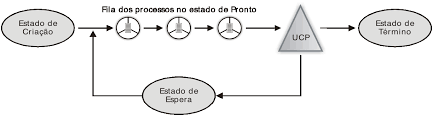 Fila dos processos no estado de Pronto
Estado de
Criação
UCP
Estado de
Término
Estado de
Espera